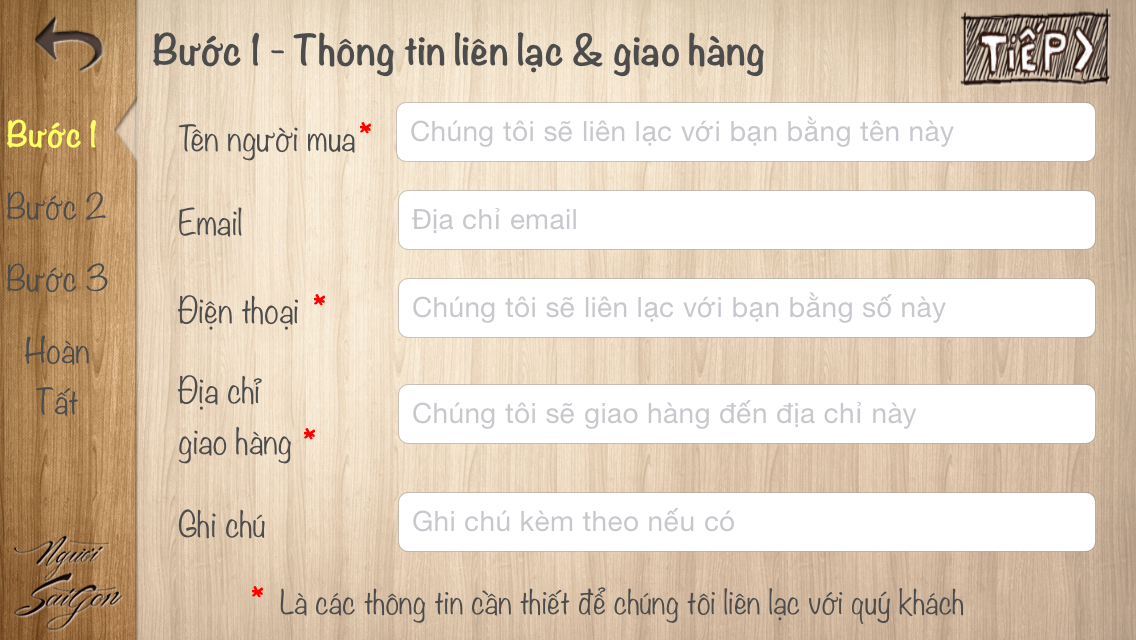 Bước 1 - Thông tin liên lạc & giao hàng
TIẾP
Bước 1
Bước 2
Bước 3
Hoàn
Tất
Người
SaiGon
Tên người mua*
Chúng tôi sẽ liên lạc với bạn bằng tên này
Email
Địa chỉ email
Điện thoại *
Chúng tôi sẽ liên lạc với bạn bằng số này
Địa chỉ
giao hàng *
Chúng tôi sẽ giao hàng đến địa chỉ này
Ghi chú
Ghi chú kèm theo nếu có
* Là các thông tin cần thiết để chúng tôi liên lạc với quý khách